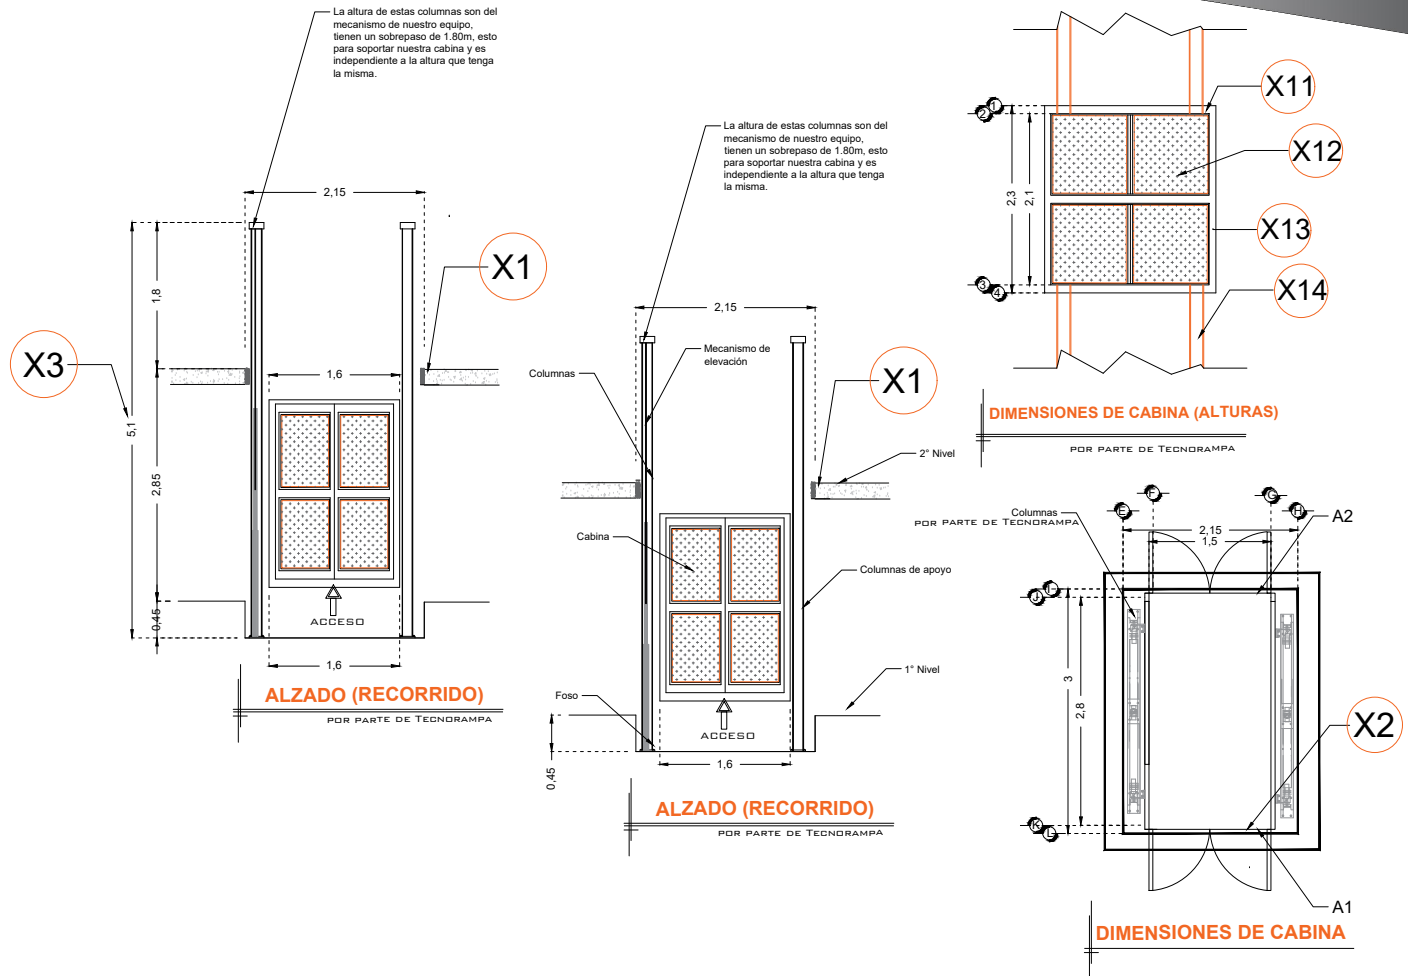 La altura de estas columnas son del
mecanismo de nuestro equipo,
tienen un sobrepaso de 1.80m, esto
para soportar nuestra cabina y es
independiente a la altura que tenga
la misma.
2,15
1,8
X1
X3
5,1
1,6
2,85
0,45
ACCESO
1,6
ALZADO (RECORRIDO)
POR PARTE DE TECNORAMPA
La altura de estas columnas son del
mecanismo de nuestro equipo,
tienen un sobrepaso de 1.80m, esto
para soportar nuestra cabina y es
independiente a la altura que tenga
la misma.
2,15
Mecanismo de
elevación
Columnas
X1
2° Nivel
Cabina
Columnas de apoyo
1° Nivel
Foso
ACCESO
0,45
1,6
ALZADO (RECORRIDO)
POR PARTE DE TECNORAMPA
X11
1
2
X12
2,3
2,1
X13
3
4
X14
DIMENSIONES DE CABINA (ALTURAS)
POR PARTE DE TECNORAMPA
F
G
E
H
Columnas
POR PARTE DE TECNORAMPA
2,15
1,5
A2
I
J
3
2,8
X2
K
L
A1
DIMENSIONES DE CABINA